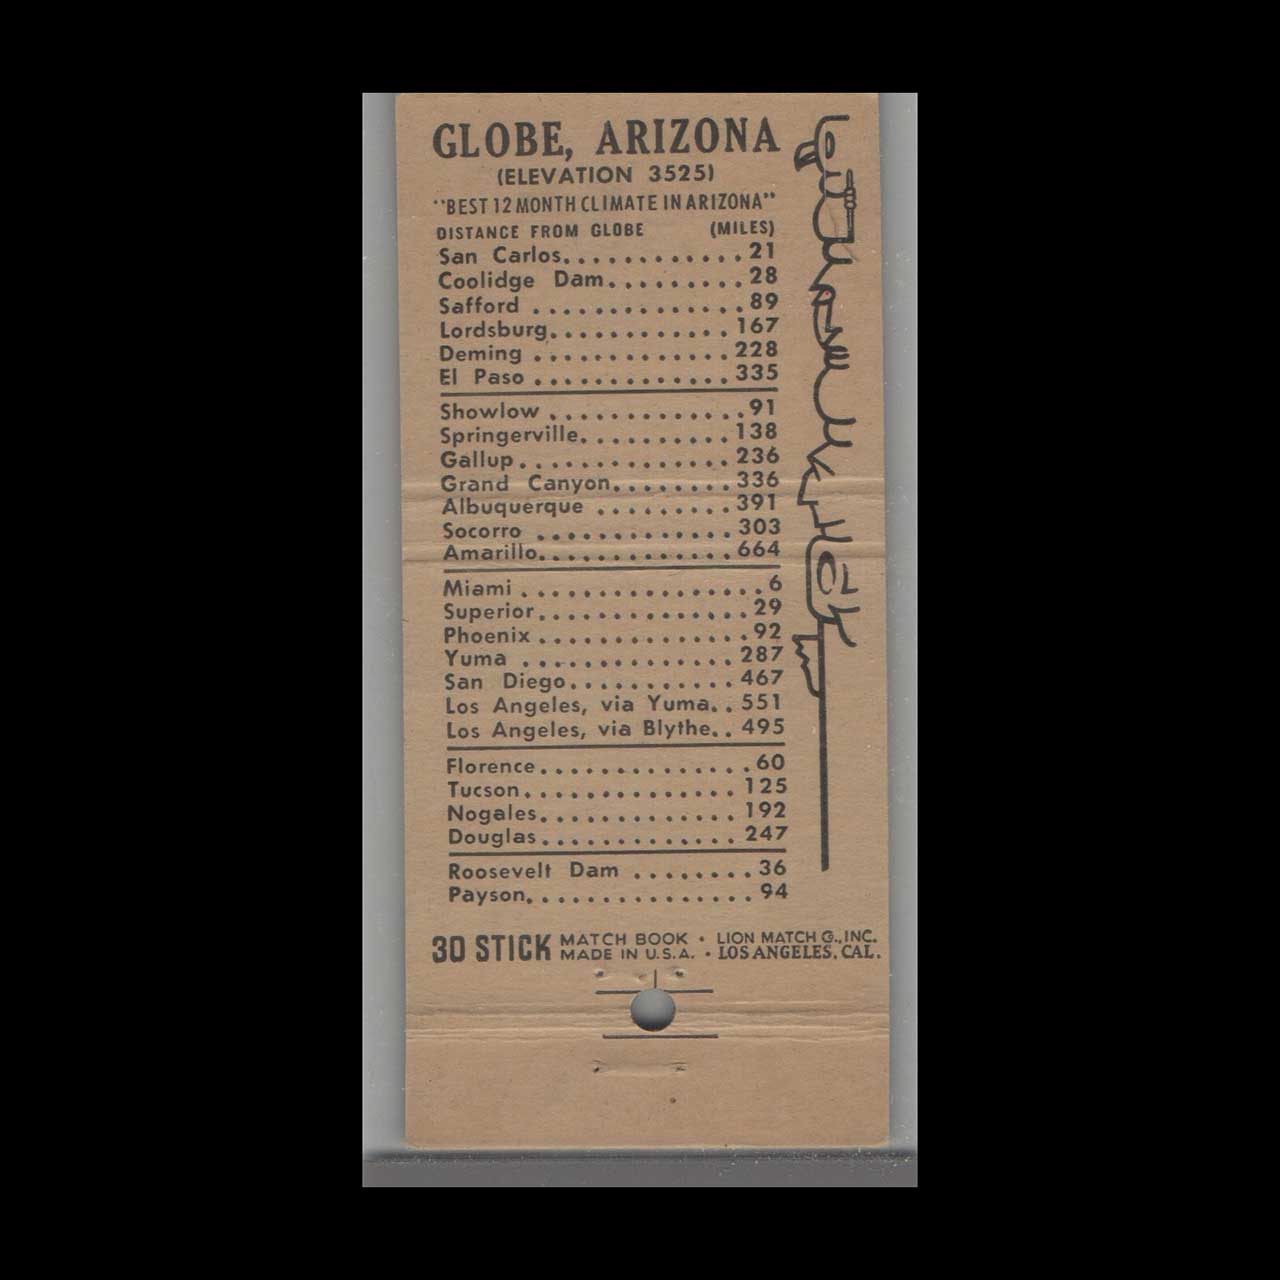 GLOBE, ARIZONA
(ELEVATION 3525)
"BEST 12 MONTH CLIMATE IN ARIZONA"
DISTANCE FROM GLOBE (MILES)
San Carlos............21
Coolidge Dam.........28
Safford ..............89
Lordsburg............167
Deming .............228
El Paso .............335
Showlow .............91
Springerville..........138
Gallup..............236
Grand Canyon........336
Albuquerque .........391
Socorro .............303
Amarillo.............664
Miami ................6
Superior..............29
Phoenix ..............92
Yuma ..............287
San Diego...........467
Los Angeles, via Yuma..551
Los Angeles, via Blythe..495
Florence..............60
Tucson..............125
Nogales.............192
Douglas.............247
Roosevelt Dam ........36
Payson...............94
30 STICK MATCH BOOK • LION MATCH CO., INC.
MADE IN U.S.A. • LOS ANGELES, CAL.